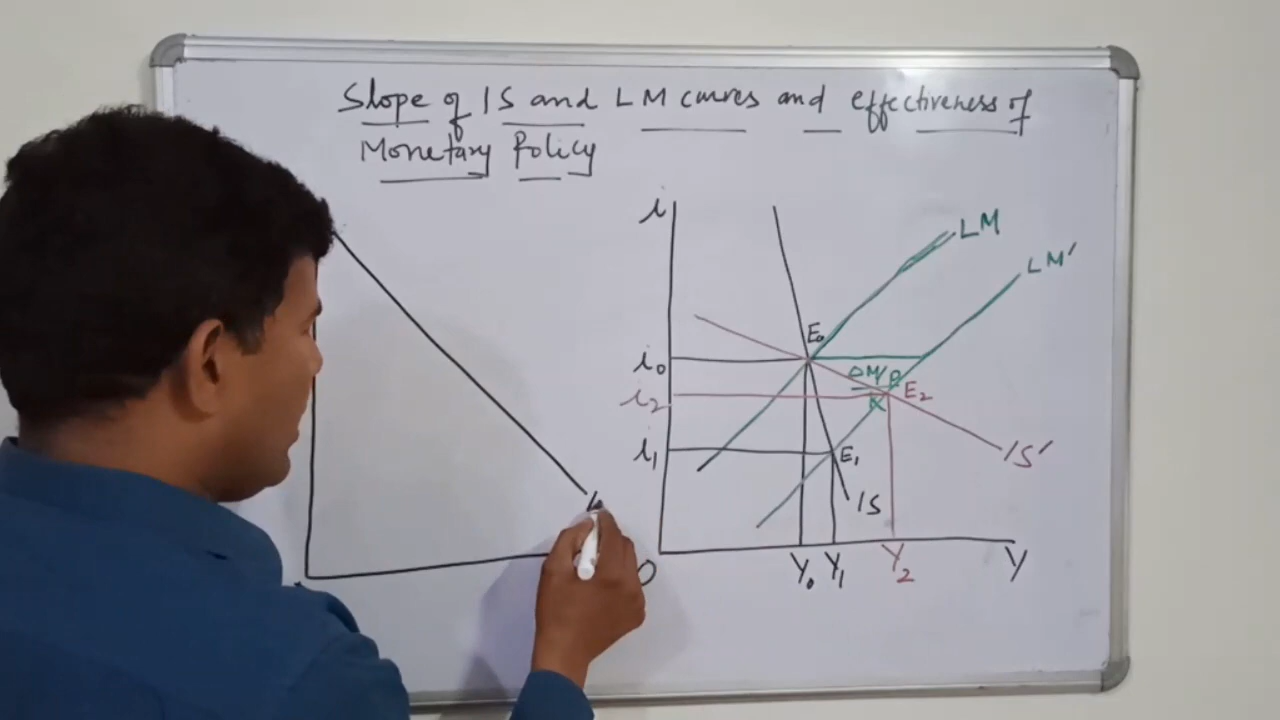 Slope of IS and LM curves and effectiveness of
Monetary Policy
i
LM
LM'
E₀
i₀
ΔM/P
K
E₂
i₂
i₁
E₁
IS'
IS
O
Y₀ Y₁ Y₂ Y